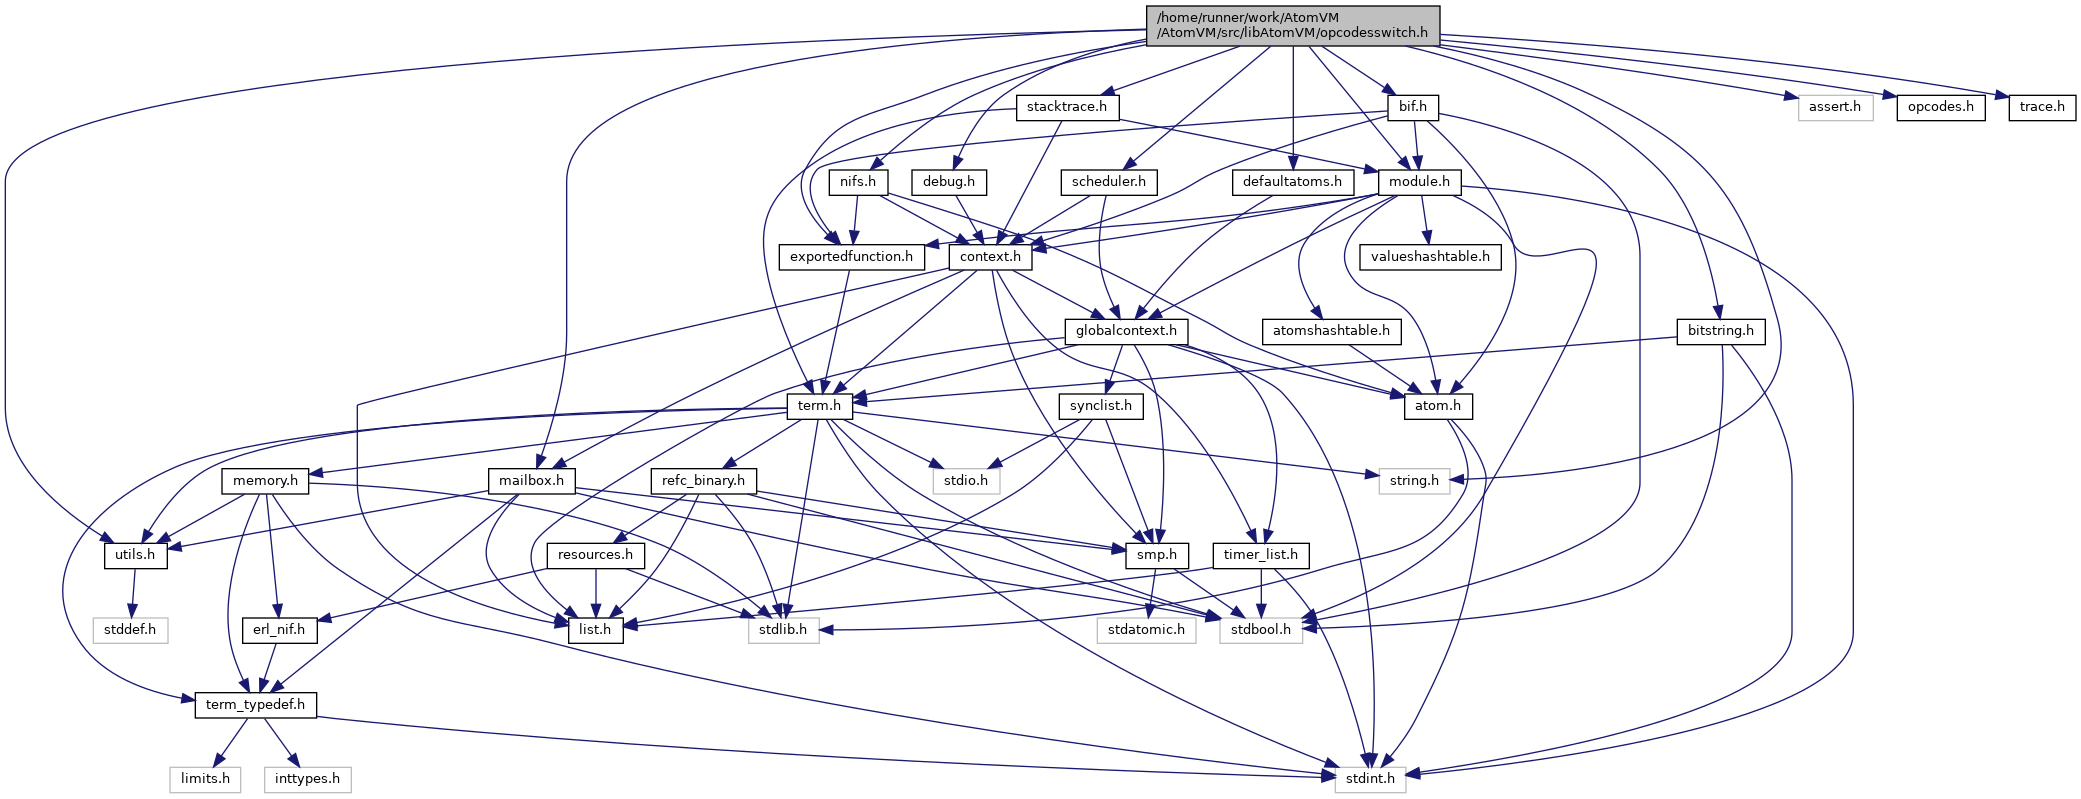 /home/runner/work/AtomVM
/AtomVM/src/libAtomVM/opcodesswitch.h
stacktrace.h
bif.h
assert.h
opcodes.h
trace.h
nifs.h
debug.h
scheduler.h
defaultatoms.h
module.h
exportedfunction.h
context.h
valueshashtable.h
globalcontext.h
atomshashtable.h
bitstring.h
term.h
synclist.h
atom.h
memory.h
mailbox.h
refc_binary.h
stdio.h
string.h
utils.h
resources.h
smp.h
timer_list.h
stddef.h
erl_nif.h
list.h
stdlib.h
stdatomic.h
stdbool.h
term_typedef.h
limits.h
inttypes.h
stdint.h